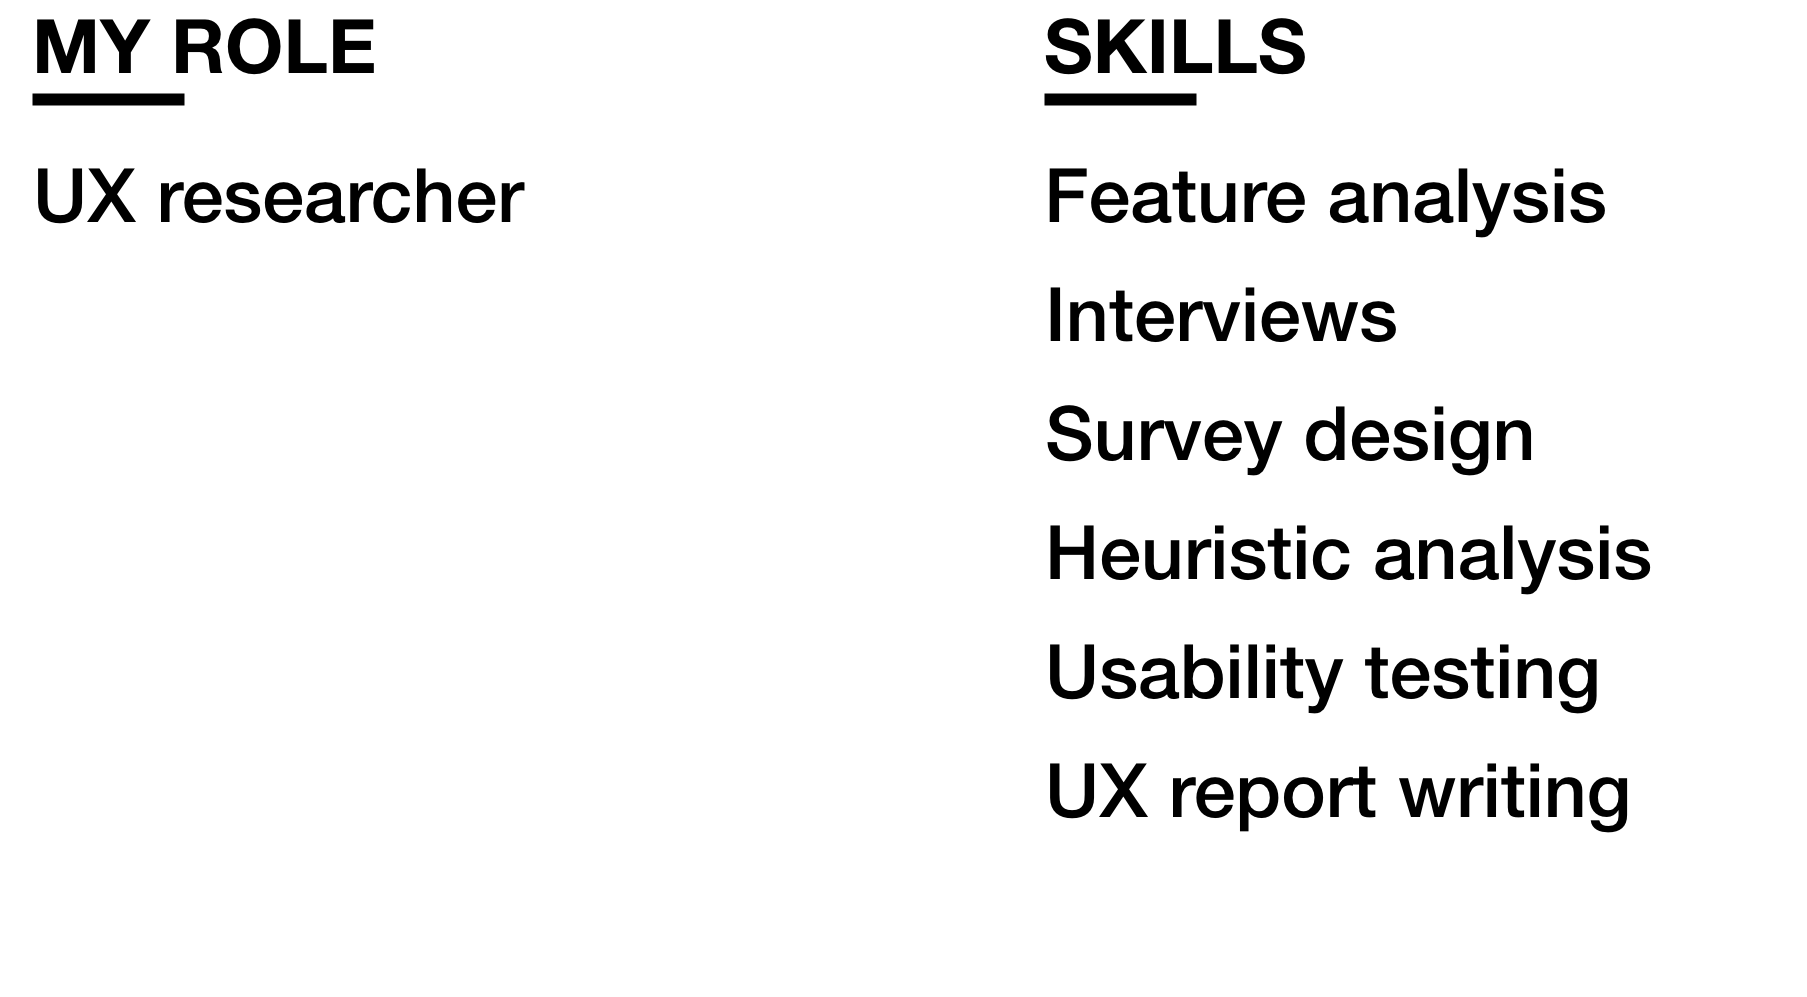 MY ROLE
UX researcher
SKILLS
Feature analysis
Interviews
Survey design
Heuristic analysis
Usability testing
UX report writing